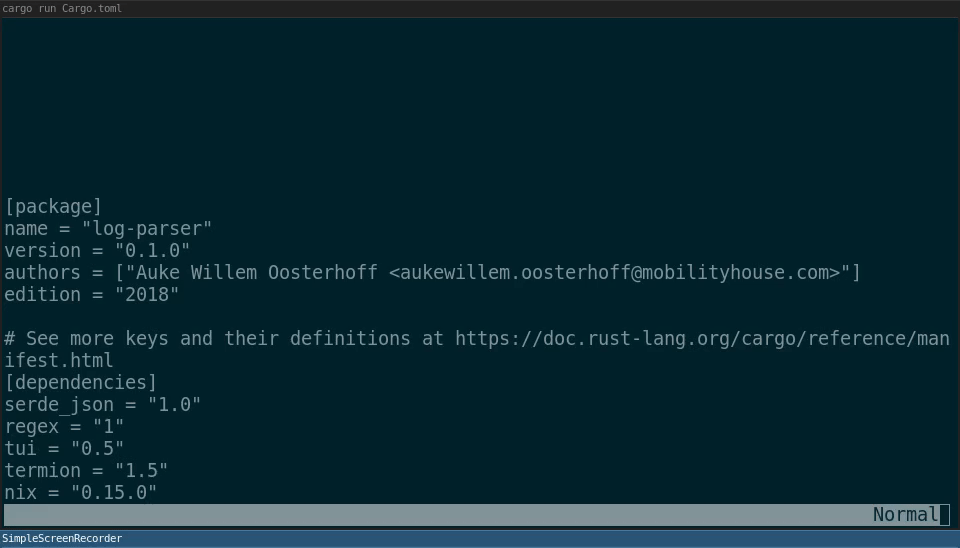 cargo run Cargo.toml
[package]
name = "log-parser"
version = "0.1.0"
authors = ["Auke Willem Oosterhoff <aukewillem.oosterhoff@mobilityhouse.com>"]
edition = "2018"
# See more keys and their definitions at https://doc.rust-lang.org/cargo/reference/man
ifest.html
[dependencies]
serde_json = "1.0"
regex = "1"
tui = "0.5"
termion = "1.5"
nix = "0.15.0"
Normal
SimpleScreenRecorder